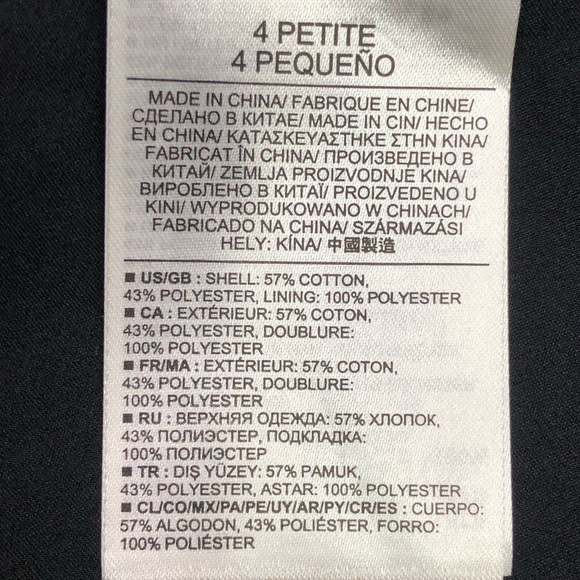 4 PETITE
4 PEQUEÑO
MADE IN CHINA/ FABRIQUE EN CHINE/
СДЕЛАНО В КИТАЕ/ MADE IN CIN/ HECHO
EN CHINA/ ΚΑΤΑΣΚΕΥΑΣΤΗΚΕ ΣΤΗΝ ΚΙΝΑ/
FABRICAT ÎN CHINA/ ПРОИЗВЕДЕНО В
КИТАЙ/ ZEMLJA PROIZVODNJE KINA/
ВИРОБЛЕНО В КИТАЇ/ PROIZVEDENO U
KINI/ WYPRODUKOWANO W CHINACH/
FABRICADO NA CHINA/ SZÁRMAZÁSI
HELY: KÍNA/ 中國製造
■ US/GB : SHELL: 57% COTTON,
43% POLYESTER, LINING: 100% POLYESTER
■ CA : EXTÉRIEUR: 57% COTON,
43% POLYESTER, DOUBLURE:
100% POLYESTER
■ FR/MA : EXTÉRIEUR: 57% COTON,
43% POLYESTER, DOUBLURE:
100% POLYESTER
■ RU : ВЕРХНЯЯ ОДЕЖДА: 57% ХЛОПОК,
43% ПОЛИЭСТЕР, ПОДКЛАДКА:
100% ПОЛИЭСТЕР
■ TR : DIŞ YÜZEY: 57% PAMUK,
43% POLYESTER, ASTAR: 100% POLYESTER
■ CL/CO/MX/PA/PE/UY/AR/PY/CR/ES : CUERPO:
57% ALGODON, 43% POLIÉSTER, FORRO:
100% POLIÉSTER